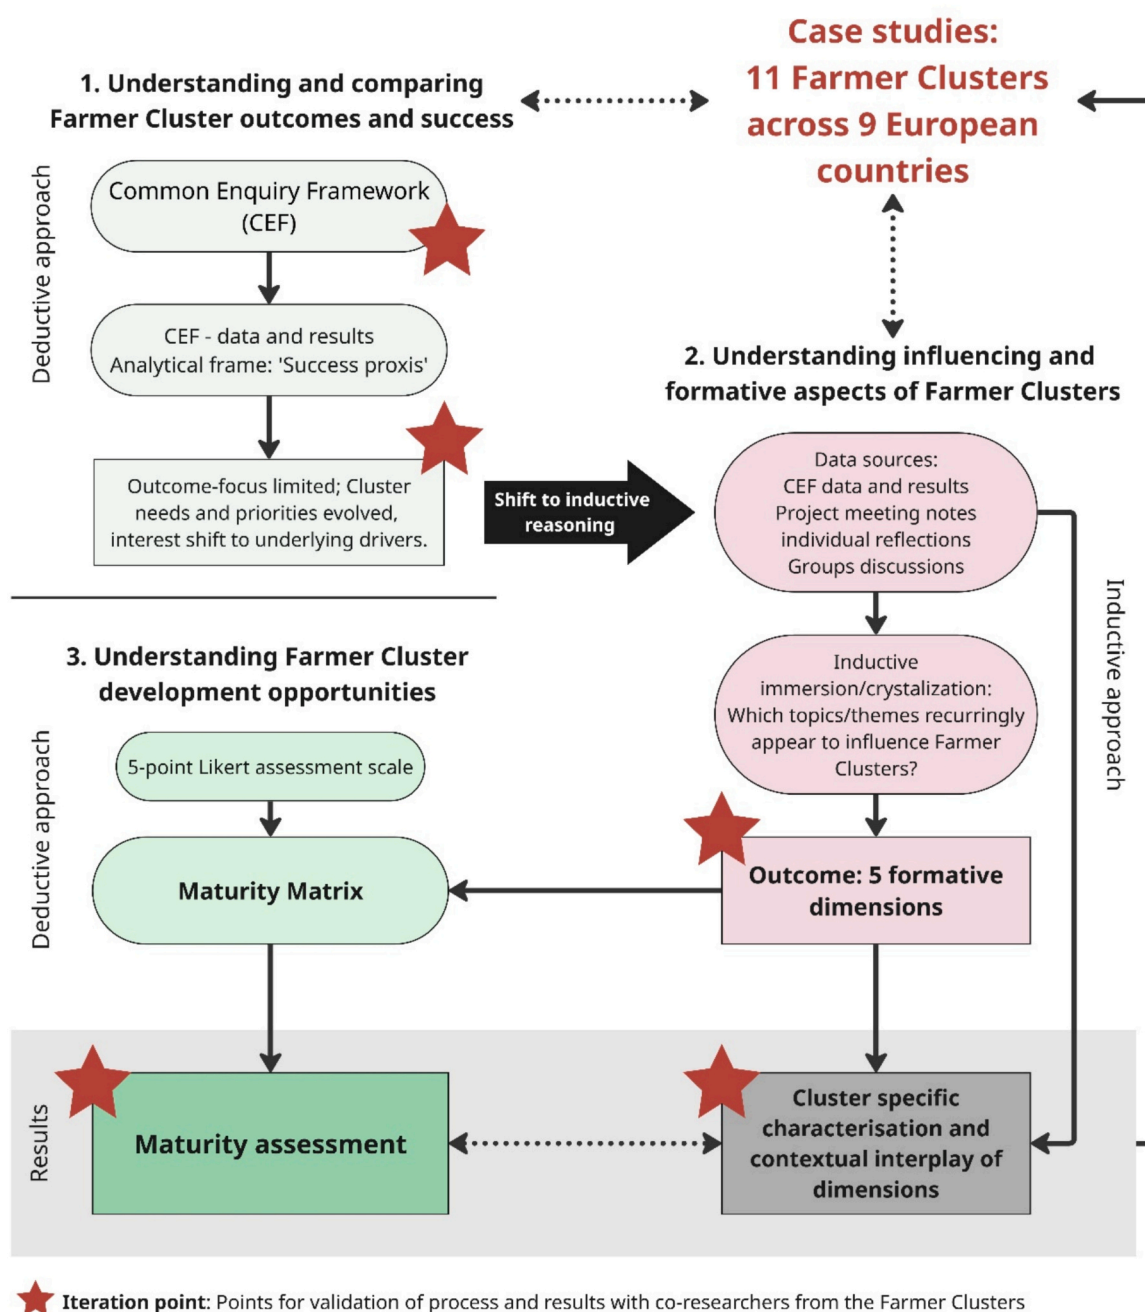 Case studies:
11 Farmer Clusters
across 9 European
countries
1. Understanding and comparing
Farmer Cluster outcomes and success
Deductive approach
Common Enquiry Framework
(CEF)
CEF - data and results
Analytical frame: 'Success proxis'
Outcome-focus limited; Cluster
needs and priorities evolved,
interest shift to underlying drivers.
Shift to inductive
reasoning
2. Understanding influencing and
formative aspects of Farmer Clusters
Data sources:
CEF data and results
Project meeting notes
individual reflections
Groups discussions
Inductive
immersion/crystalization:
Which topics/themes recurringly
appear to influence Farmer
Clusters?
Inductive approach
Outcome: 5 formative
dimensions
3. Understanding Farmer Cluster
development opportunities
Deductive approach
5-point Likert assessment scale
Maturity Matrix
Results
Maturity assessment
Cluster specific
characterisation and
contextual interplay of
dimensions
Iteration point: Points for validation of process and results with co-researchers from the Farmer Clusters